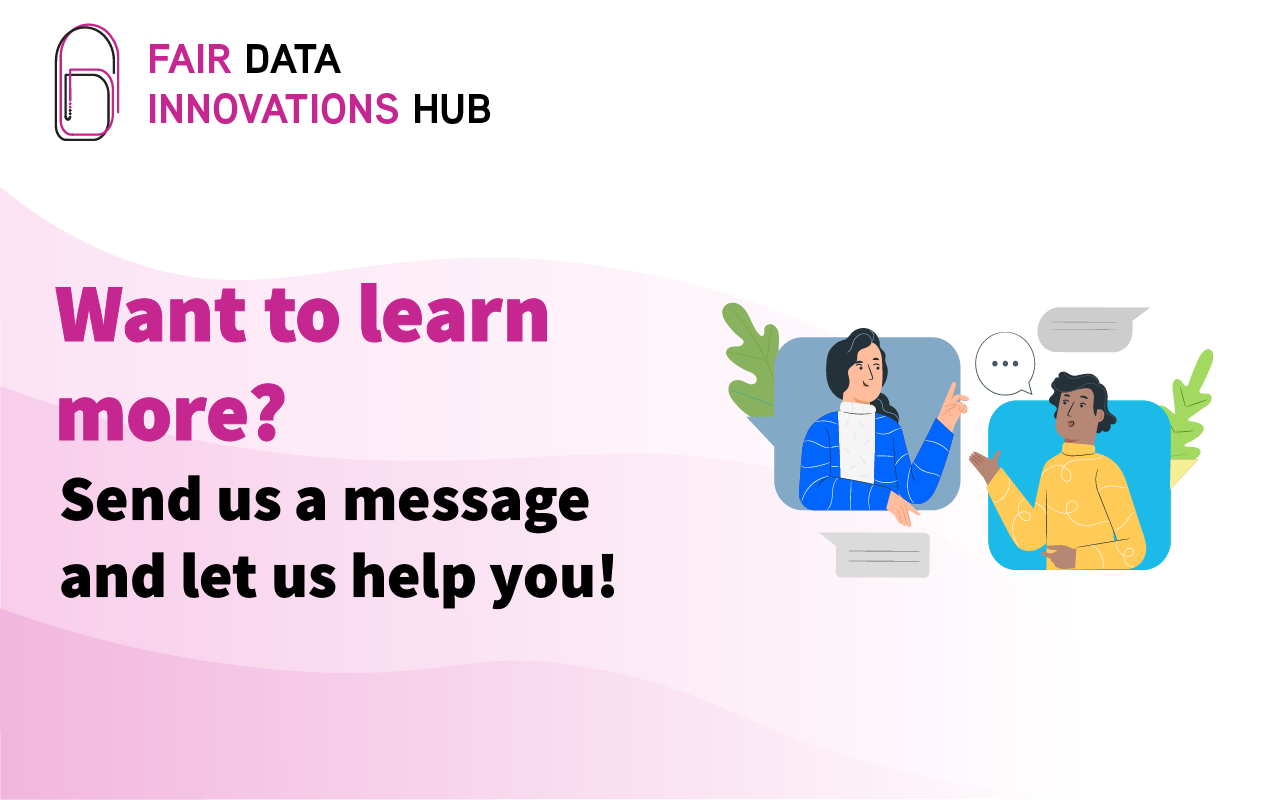 FAIR DATA
INNOVATIONS HUB
Want to learn
more?
Send us a message
and let us help you!